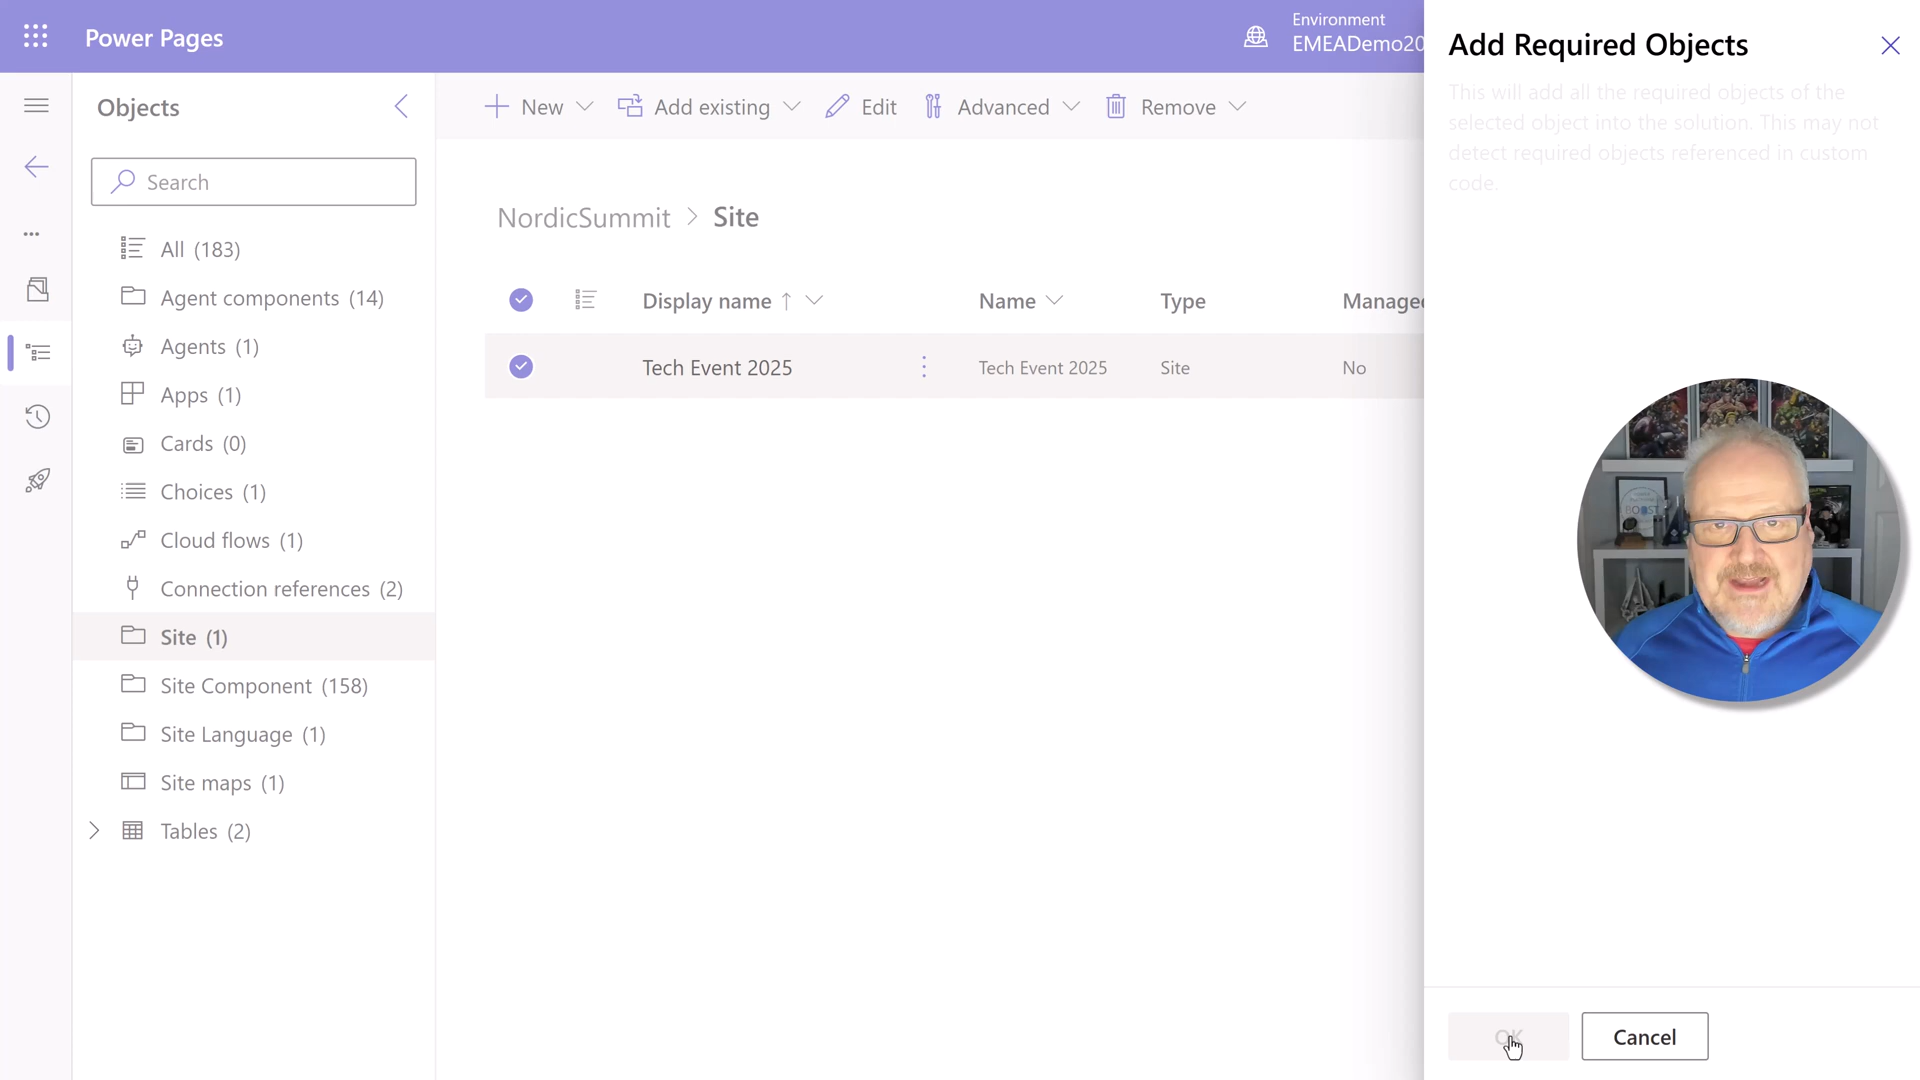 Power Pages
Environment
EMEADemo20
Objects
Search
All (183)
Agent components (14)
Agents (1)
Apps (1)
Cards (0)
Choices (1)
Cloud flows (1)
Connection references (2)
Site (1)
Site Component (158)
Site Language (1)
Site maps (1)
Tables (2)
New
Add existing
Edit
Advanced
Remove
NordicSummit > Site
Display name ↑ Name Type Managed
Tech Event 2025 Tech Event 2025 Site No
Add Required Objects
This will add all the required objects of the
selected object into the solution. This may not
detect required objects referenced in custom
code.
OK
Cancel